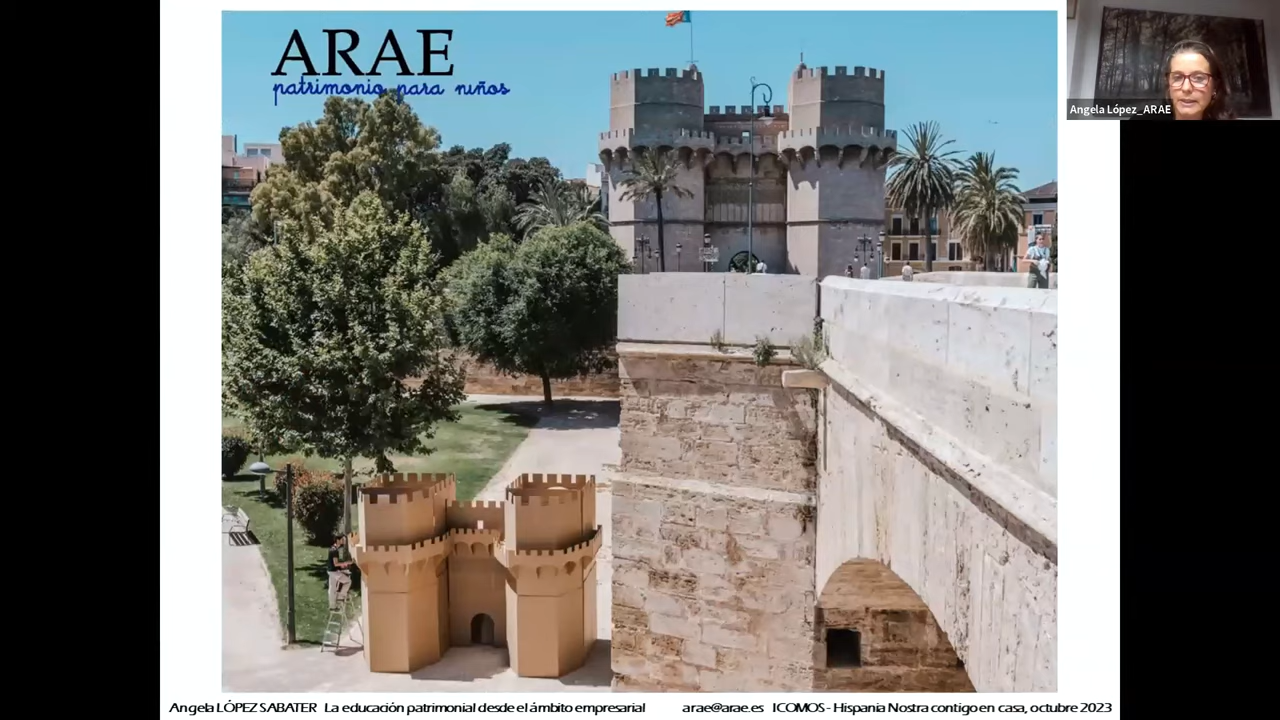 ARAE
patrimonio para niños
Angela López_ARAE
Angela LÓPEZ SABATER La educación patrimonial desde el ámbito empresarial arae@arae.es ICOMOS - Hispania Nostra contigo en casa, octubre 2023